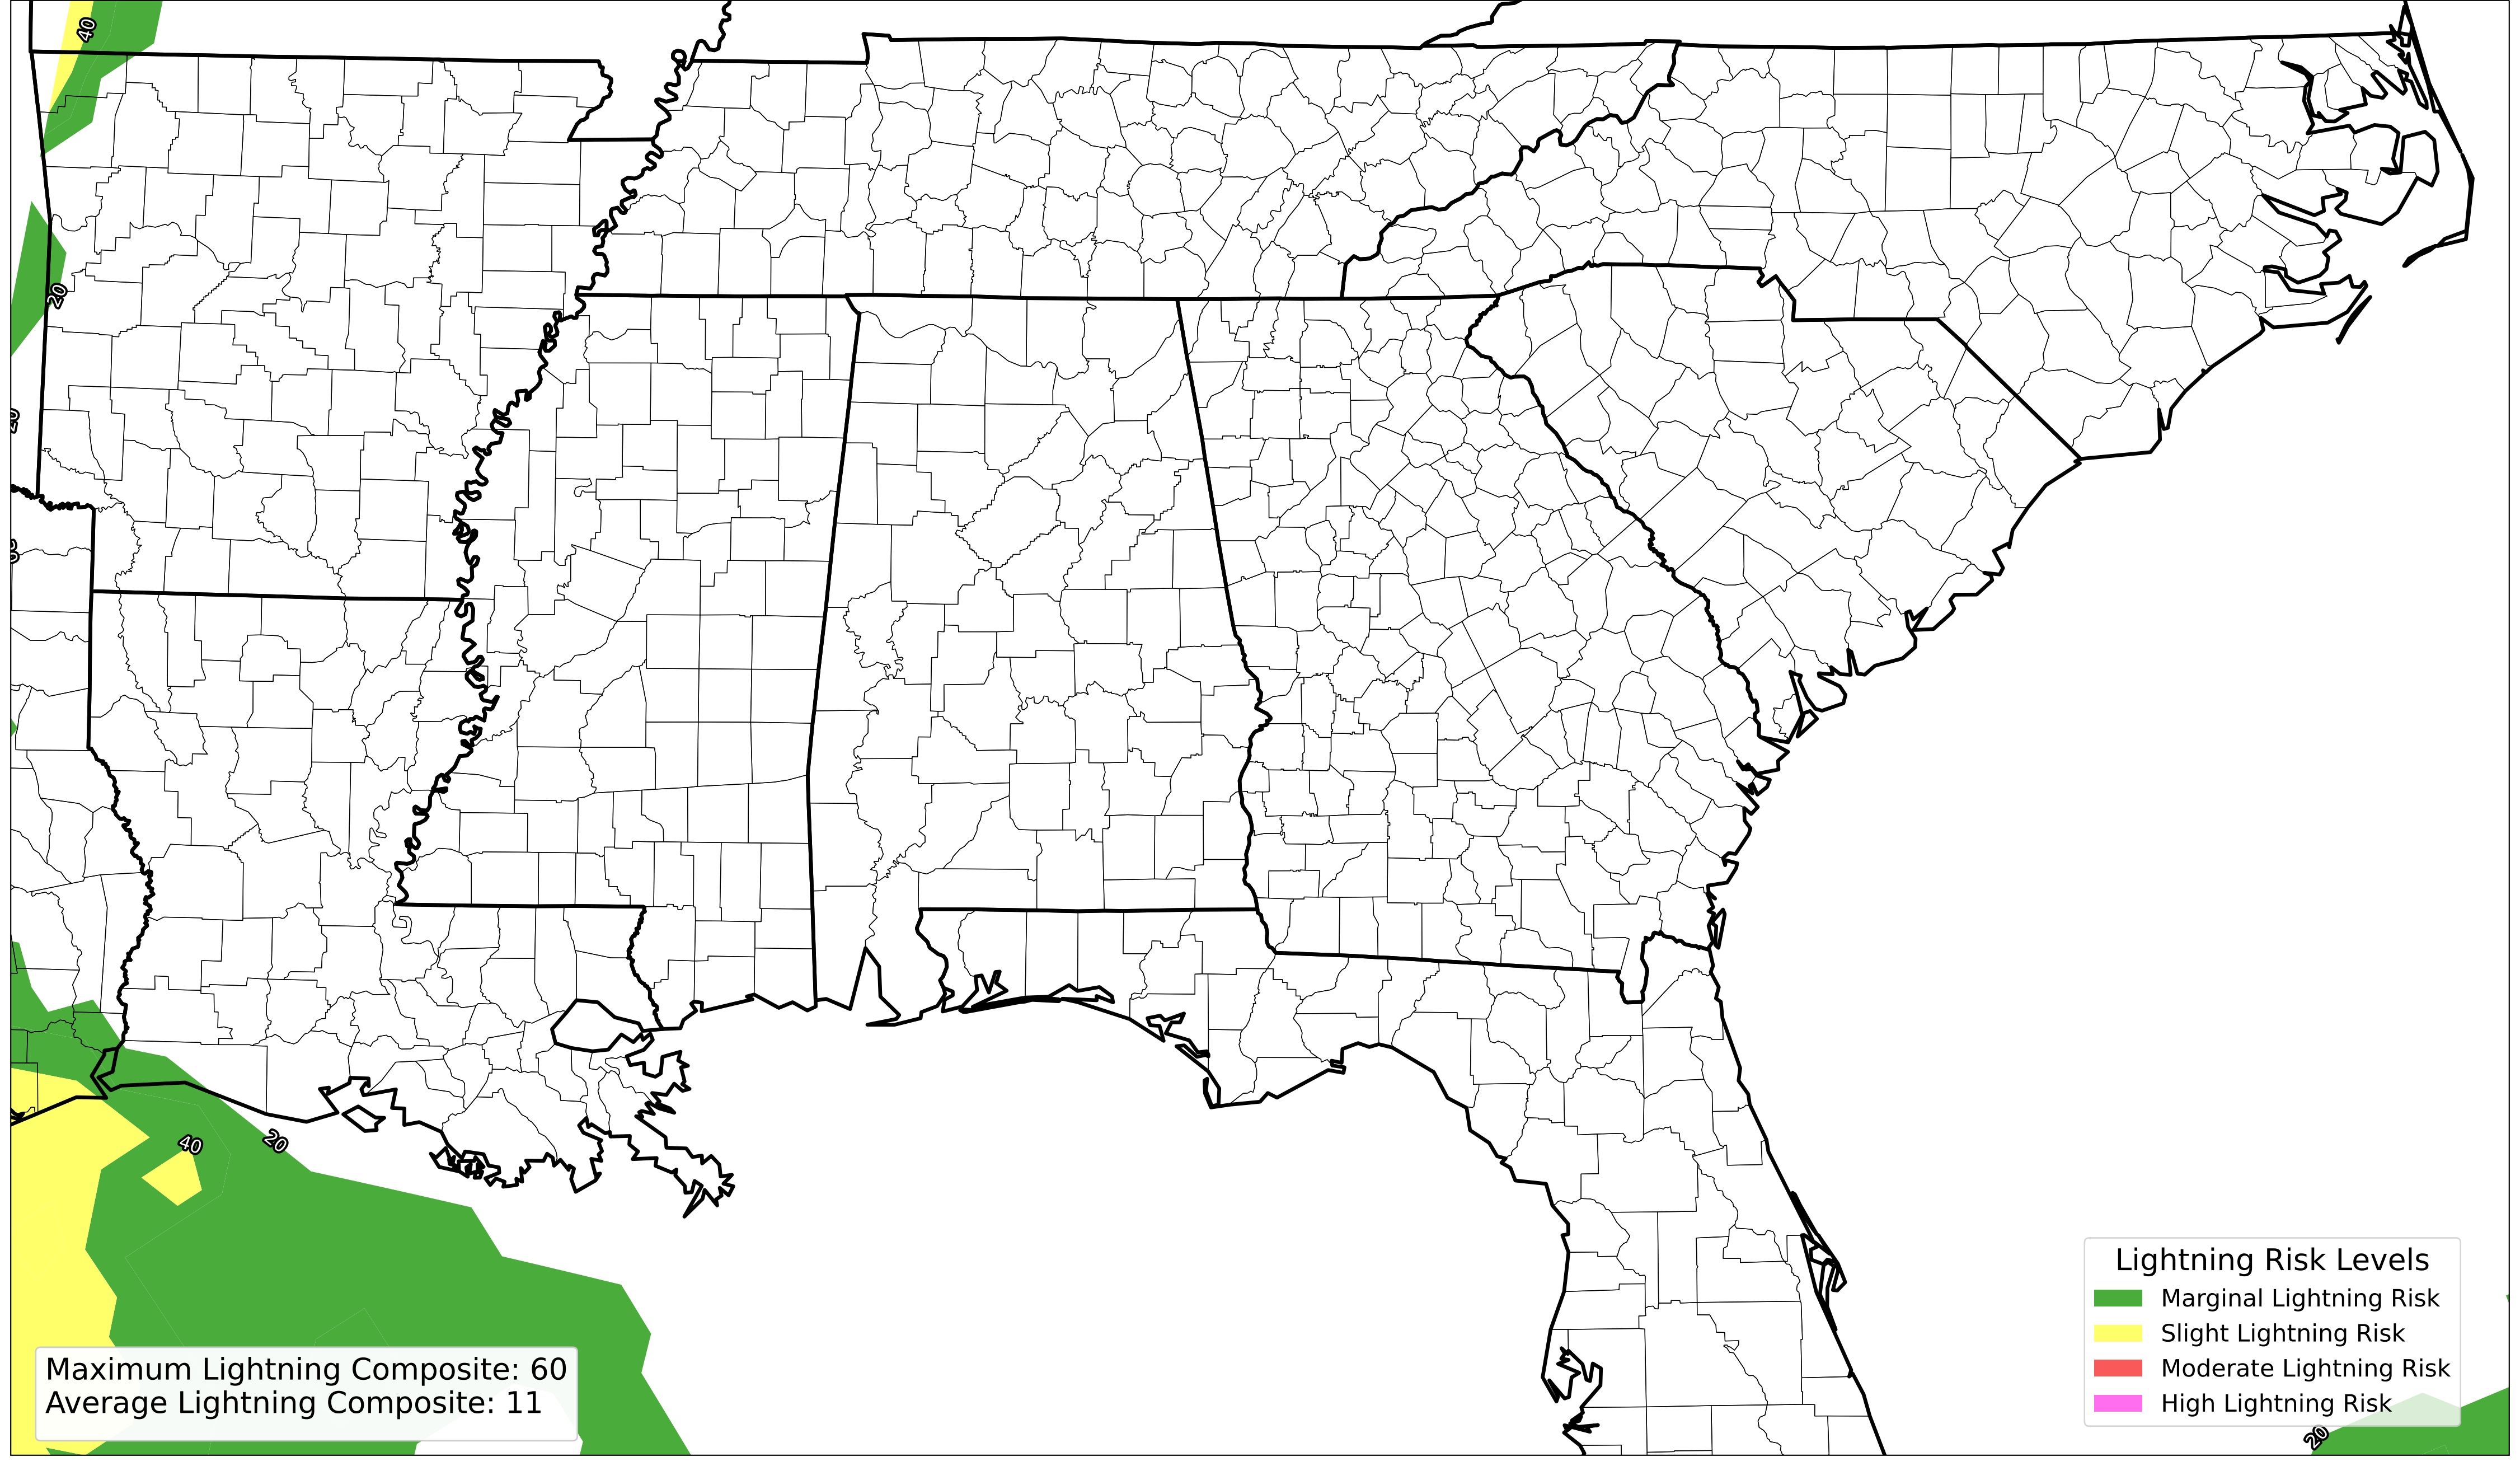 40
20
20
40
20
Maximum Lightning Composite: 60
Average Lightning Composite: 11
Lightning Risk Levels
Marginal Lightning Risk
Slight Lightning Risk
Moderate Lightning Risk
High Lightning Risk
20